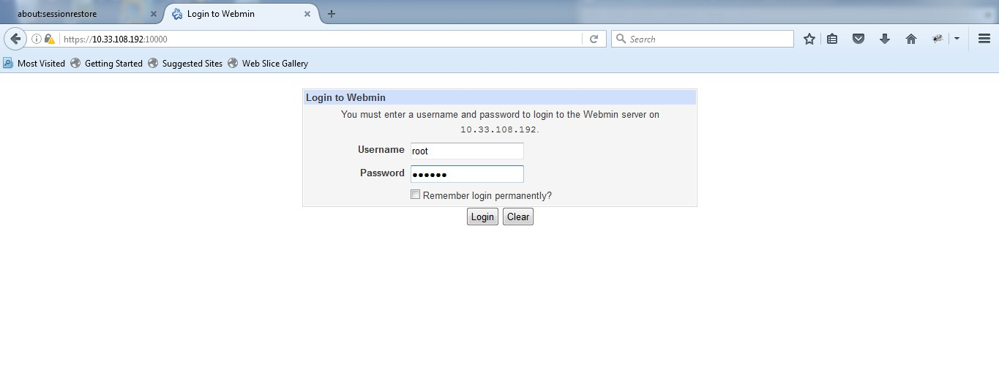 about:sessionrestore
Login to Webmin
https://10.33.108.192:10000
Search
Most Visited
Getting Started
Suggested Sites
Web Slice Gallery
Login to Webmin
You must enter a username and password to login to the Webmin server on
10.33.108.192.
Username root
Password ••••••
Remember login permanently?
Login Clear